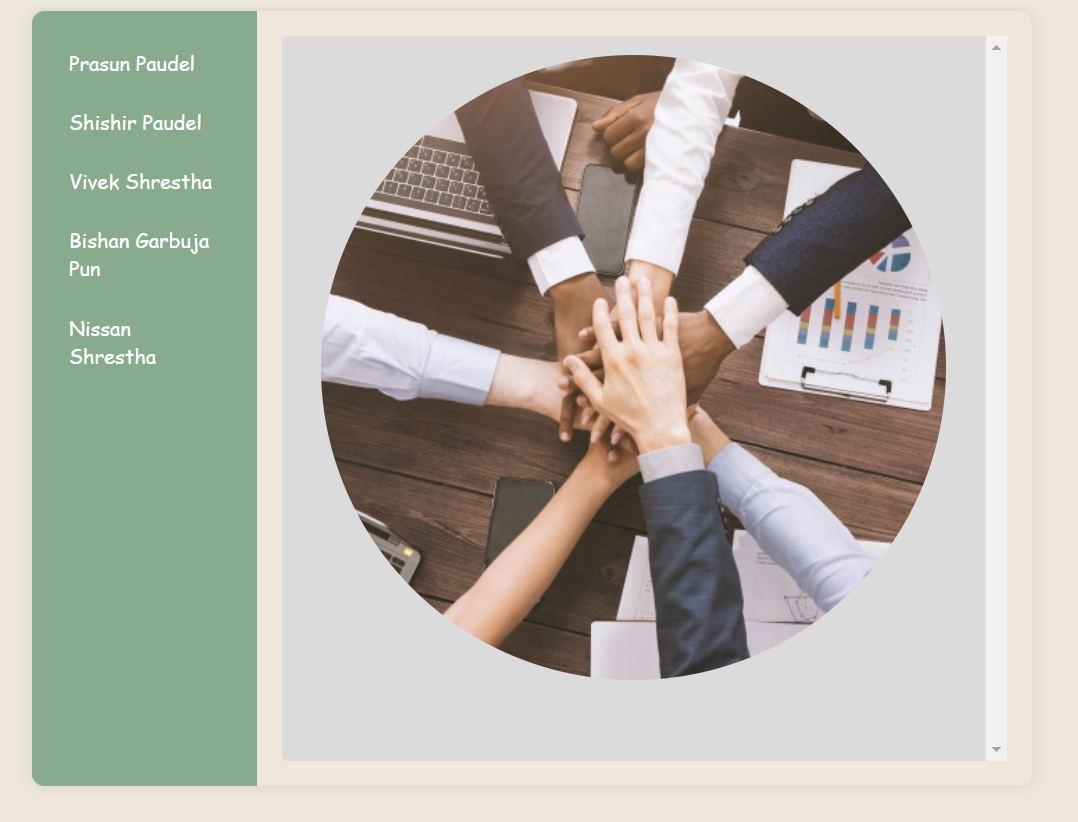 Prasun Paudel
Shishir Paudel
Vivek Shrestha
Bishan Garbuja
Pun
Nissan
Shrestha